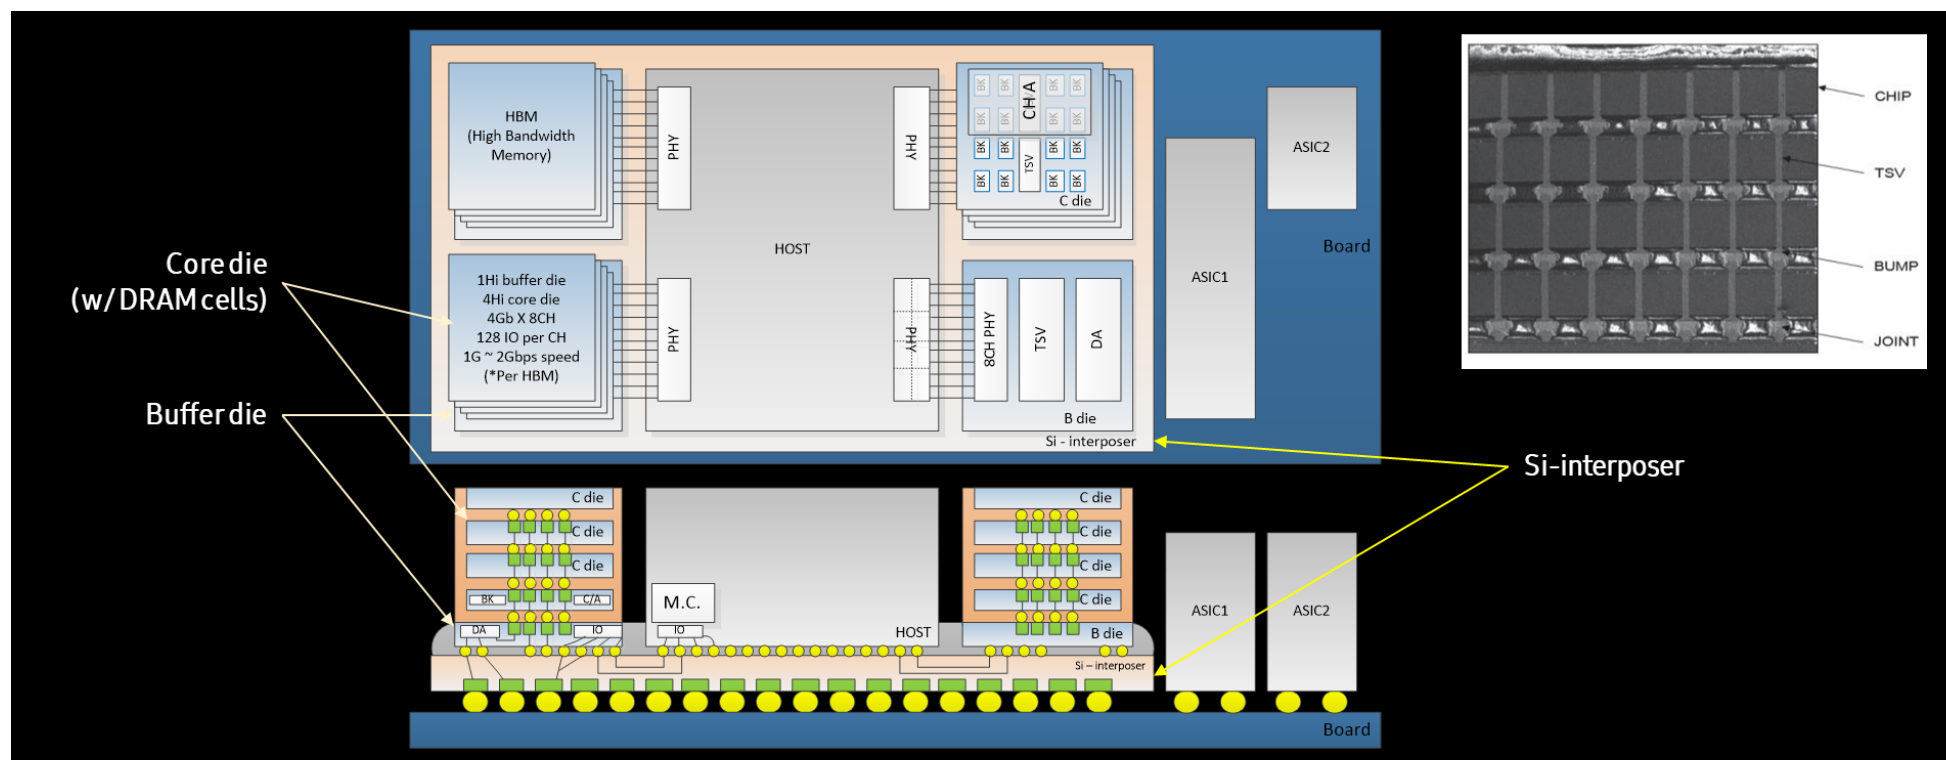 HBM
(High Bandwidth
Memory)
PHY
HOST
PHY
BK BK CH/A BK BK
BK BK BK BK
BK BK TSV BK BK
BK BK BK BK
C die
ASIC1
ASIC2
Board
CHIP
TSV
BUMP
JOINT
Core die
(w/ DRAM cells)
Buffer die
1Hi buffer die
4Hi core die
4Gb X 8CH
128 IO per CH
1G ~ 2Gbps speed
(*Per HBM)
PHY
PHY
8CH PHY
TSV
DA
B die
Si - interposer
Si-interposer
C die
C die
C die
BK
C/A
DA
IO
M.C.
IO
HOST
C die
C die
C die
C die
B die
Si – interposer
ASIC1
ASIC2
Board